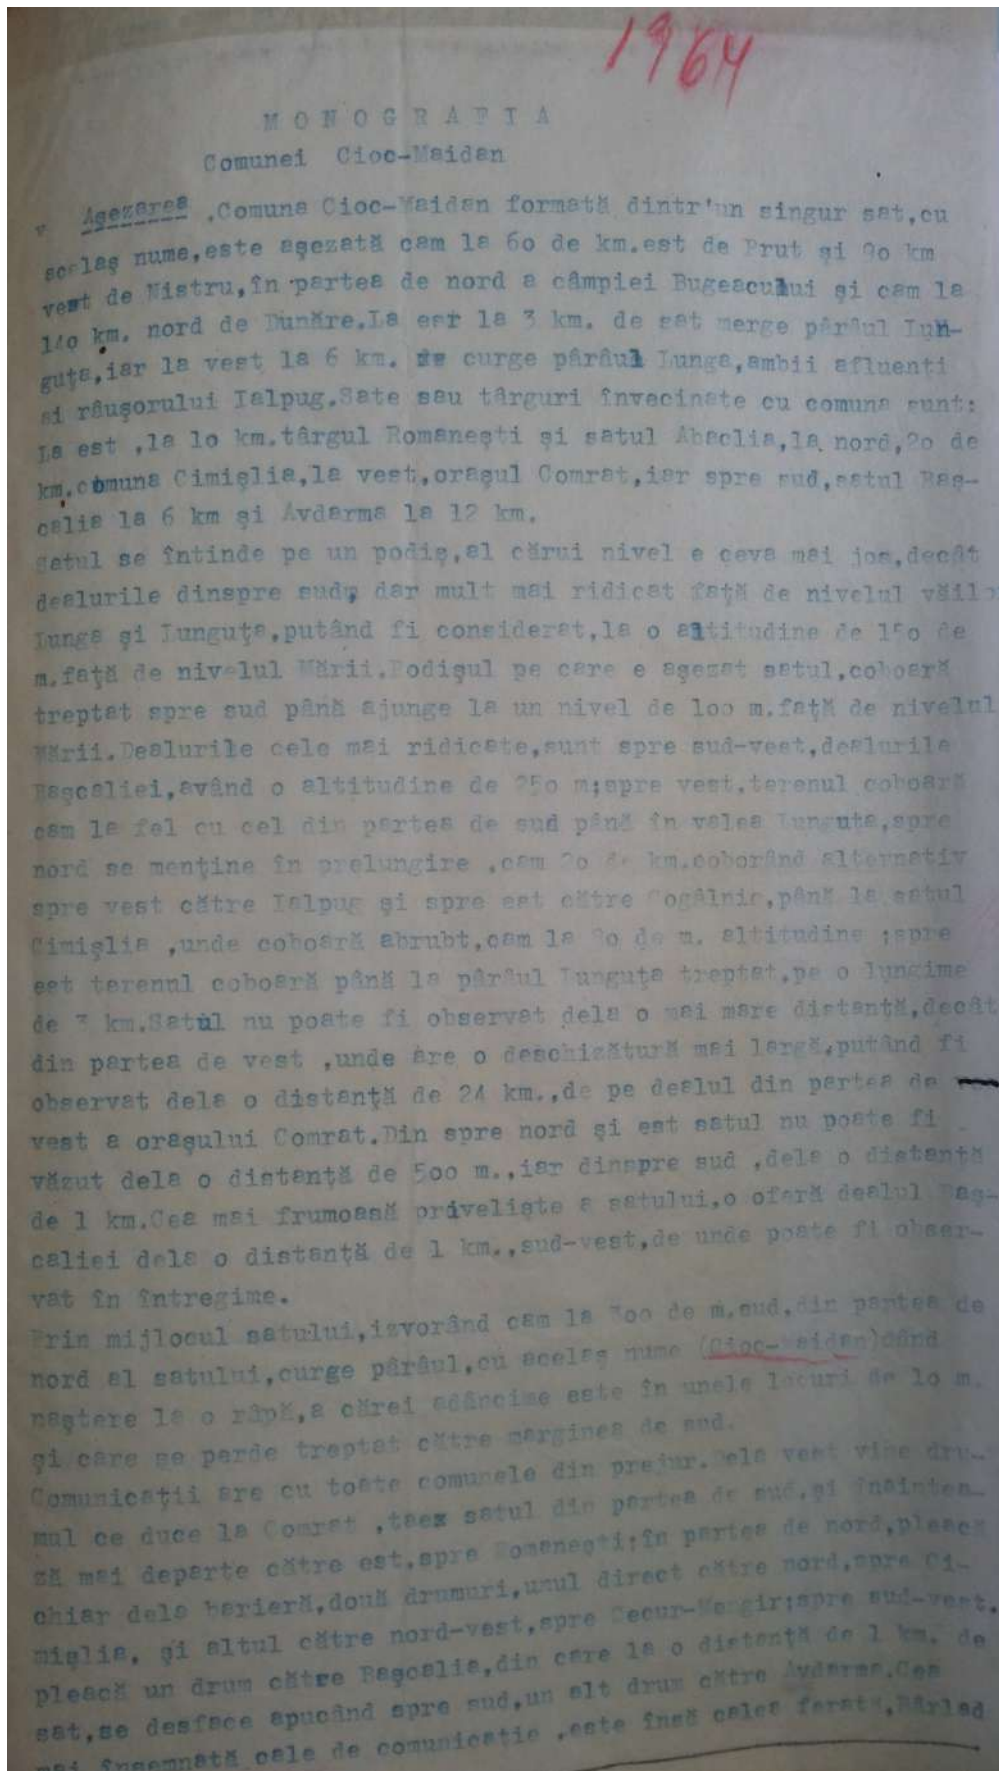 1964
MONOGRAFIA
Comunei Cioc-Maidan
Aşezarea ,Comuna Cioc-Maidan formată dintr'un singur sat,cu
acelaş nume,este aşezată cam la 60 de km.est de Prut şi 90 km
vest de Nistru,în partea de nord a câmpiei Bugeacului şi cam la
140 km. nord de Dunăre.La est la 3 km. de sat merge pârâul Lun-
guţa,iar la vest la 6 km. de curge pârâul Lunga,ambii afluenti
ai râuşorului Ialpug.Sate sau târguri învecinate cu comuna sunt:
La est ,la lo km.târgul Romaneşti şi satul Abaclia,la nord,2o de
km.comuna Cimişlia,la vest,oraşul Comrat,iar spre sud,satul Baş-
calia la 6 km şi Avdarma la 12 km.
Satul se întinde pe un podiş,al cărui nivel e ceva mai jos,decât
dealurile dinspre sud, dar mult mai ridicat faţă de nivelul văilo
Lunga şi Lunguţa,putând fi considerat,la o altitudine de 15o de
m.faţă de nivelul Mării.Podişul pe care e aşezat satul,coboară
treptat spre sud până ajunge la un nivel de loo m.faţă de nivelul
Mării.Dealurile cele mai ridicate,sunt spre sud-vest,dealurile
Başcaliei,având o altitudine de 25o m;spre vest,terenul coboară
cam la fel cu cel din partea de sud până în valea Lunguta,spre
nord se menţine în prelungire ,cam 2o de km.coborând alternativ
spre vest către Ialpug şi spre est către Cogâlnic,până la satul
Cimişlia ,unde coboară abrubt,cam la de m. altitudine ;spre
est terenul coboară până la pârâul Lunguţa treptat,pe o lungime
de 3 km.Satul nu poate fi observat dela o mai mare distanţă,decât
din partea de vest ,unde are o deschizătură mai largă,putând fi
observat dela o distanţă de 24 km.,de pe dealul din partea de
vest a oraşului Comrat.Din spre nord şi est satul nu poate fi
văzut dela o distanţă de 5oo m.,iar dinspre sud ,dela o distanţă
de 1 km.Cea mai frumoasă privelişte a satului,o oferă dealul Baş-
caliei dela o distanţă de 1 km.,sud-vest,de unde poate fi obser-
vat în întregime.
Prin mijlocul satului,isvorând cam la de m.sud,din partea de
nord al satului,curge pârâul,cu acelaş nume (Cioc-Maidan)când
naştere la o râpă,a cărei adâncime este în unele locuri de lo m.
şi care se perde treptat către marginea de sud.
Comunicaţii are cu toate comunele din prejur.Dela vest vine dru-
mul ce duce la Comrat ,taex satul din partea de sud,şi înaintea-
ză mai departe către est,spre Romaneşti;în partea de nord,pleacă
chiar dela barieră,două drumuri,unul direct către nord,spre Ci-
mişlia, şi altul către nord-vest,spre Decur-Mengir;spre sud-vest,
pleacă un drum către Başcalia,din care la o distanţă de 1 km. de
sat,se desface apucând spre sud,un alt drum către Avdarma.Cea
mai însemnată cale de comunicatie ,este însă calea ferată,Bârlad